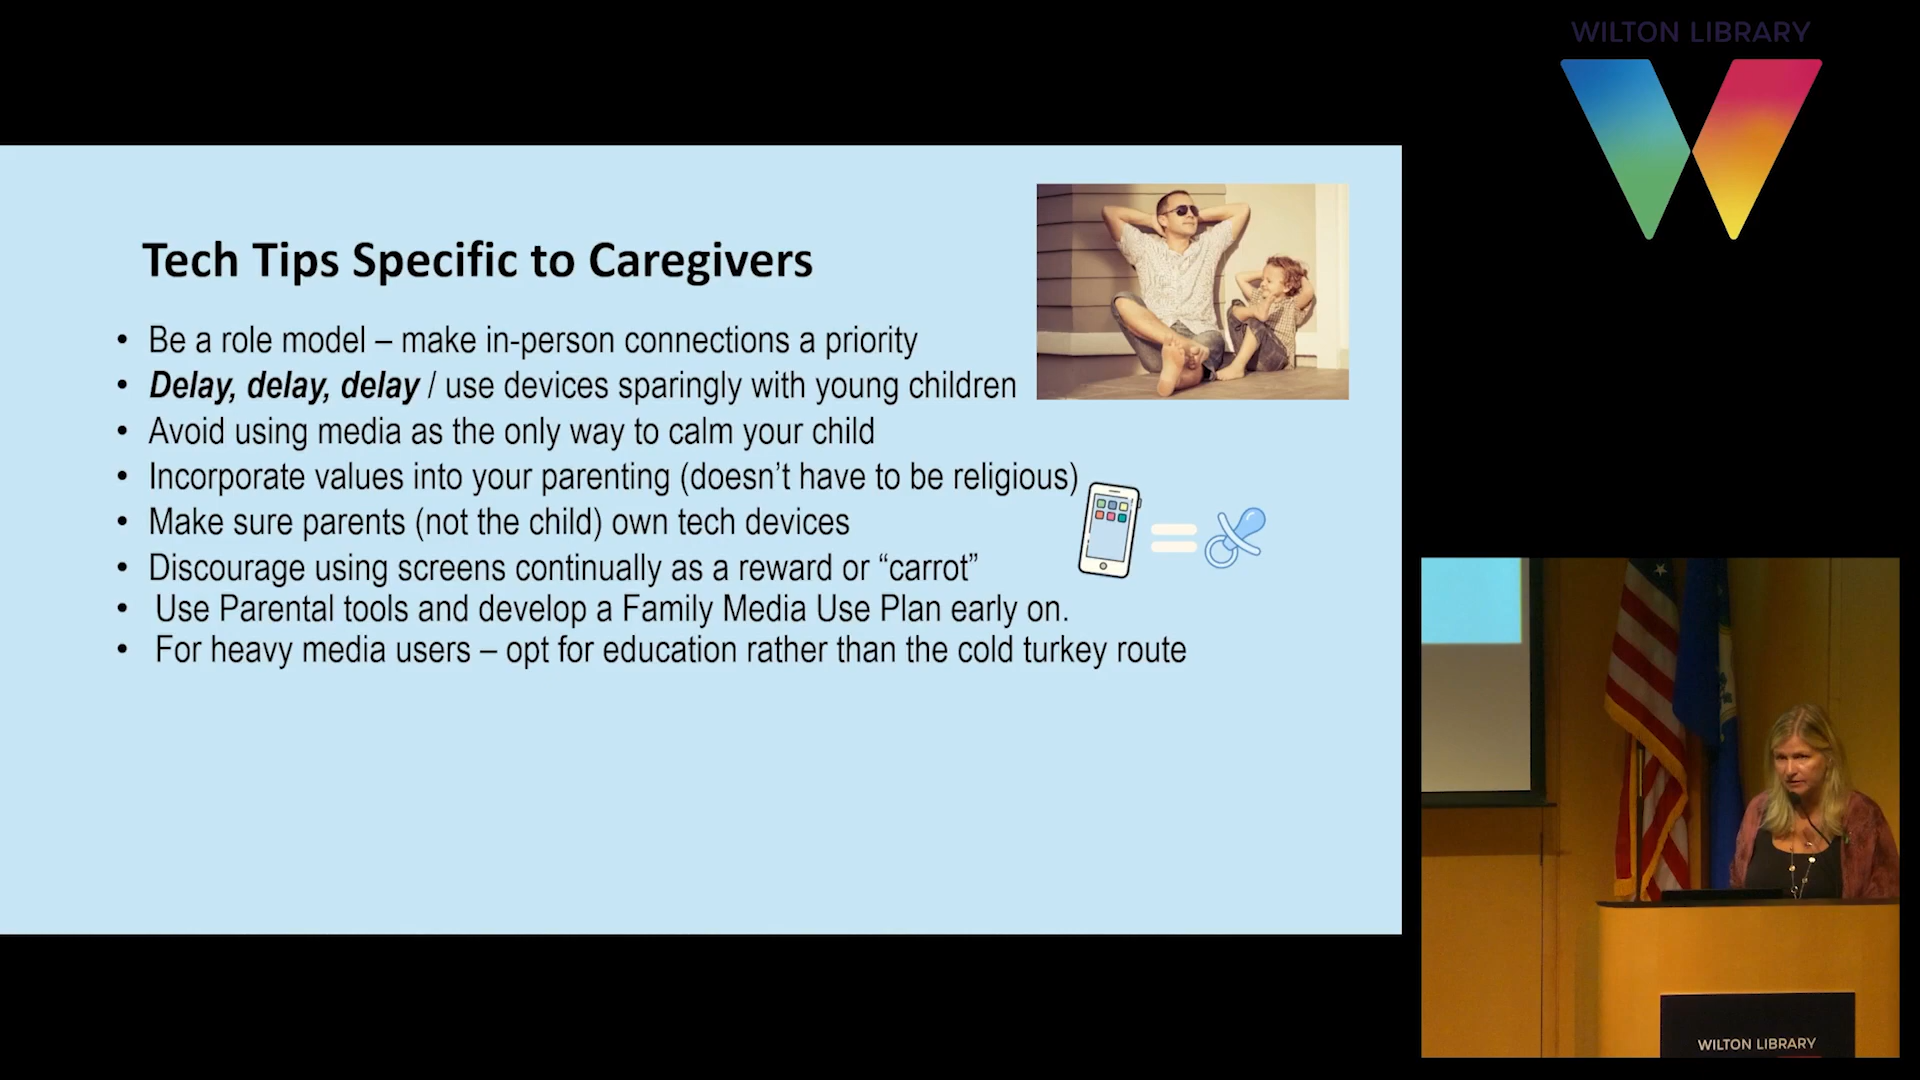 WILTON LIBRARY
Tech Tips Specific to Caregivers
• Be a role model – make in-person connections a priority
• Delay, delay, delay / use devices sparingly with young children
• Avoid using media as the only way to calm your child
• Incorporate values into your parenting (doesn't have to be religious)
• Make sure parents (not the child) own tech devices
• Discourage using screens continually as a reward or “carrot”
• Use Parental tools and develop a Family Media Use Plan early on.
• For heavy media users – opt for education rather than the cold turkey route
WILTON LIBRARY